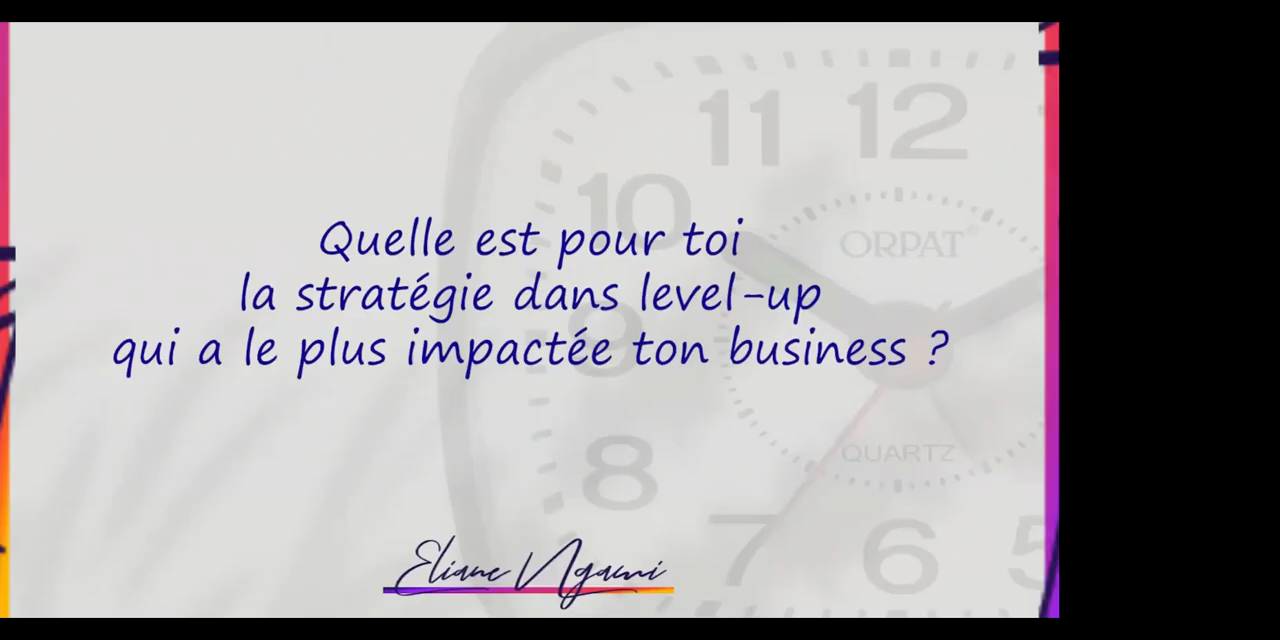 11
12
10
ORPAT
Quelle est pour toi
la stratégie dans level-up
qui a le plus impactée ton business ?
9
8
QUARTZ
7
6
5
Eliane Ngami